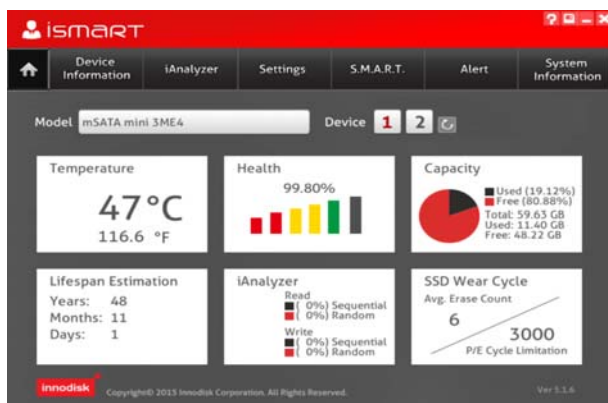 ismart
Device Information
iAnalyzer
Settings
S.M.A.R.T.
Alert
System Information
Model mSATA mini 3ME4 Device 1 2
Temperature
47°C
116.6 °F
Health
99.80%
Capacity
Used (19.12%)
Free (80.88%)
Total: 59.63 GB
Used: 11.40 GB
Free: 48.22 GB
Lifespan Estimation
Years: 48
Months: 11
Days: 1
iAnalyzer
Read
( 0%) Sequential
( 0%) Random
Write
( 0%) Sequential
( 0%) Random
SSD Wear Cycle
Avg. Erase Count
6
3000
P/E Cycle Limitation
innodisk
Copyright© 2015 Innodisk Corporation. All Rights Reserved.
Ver 5.1.6